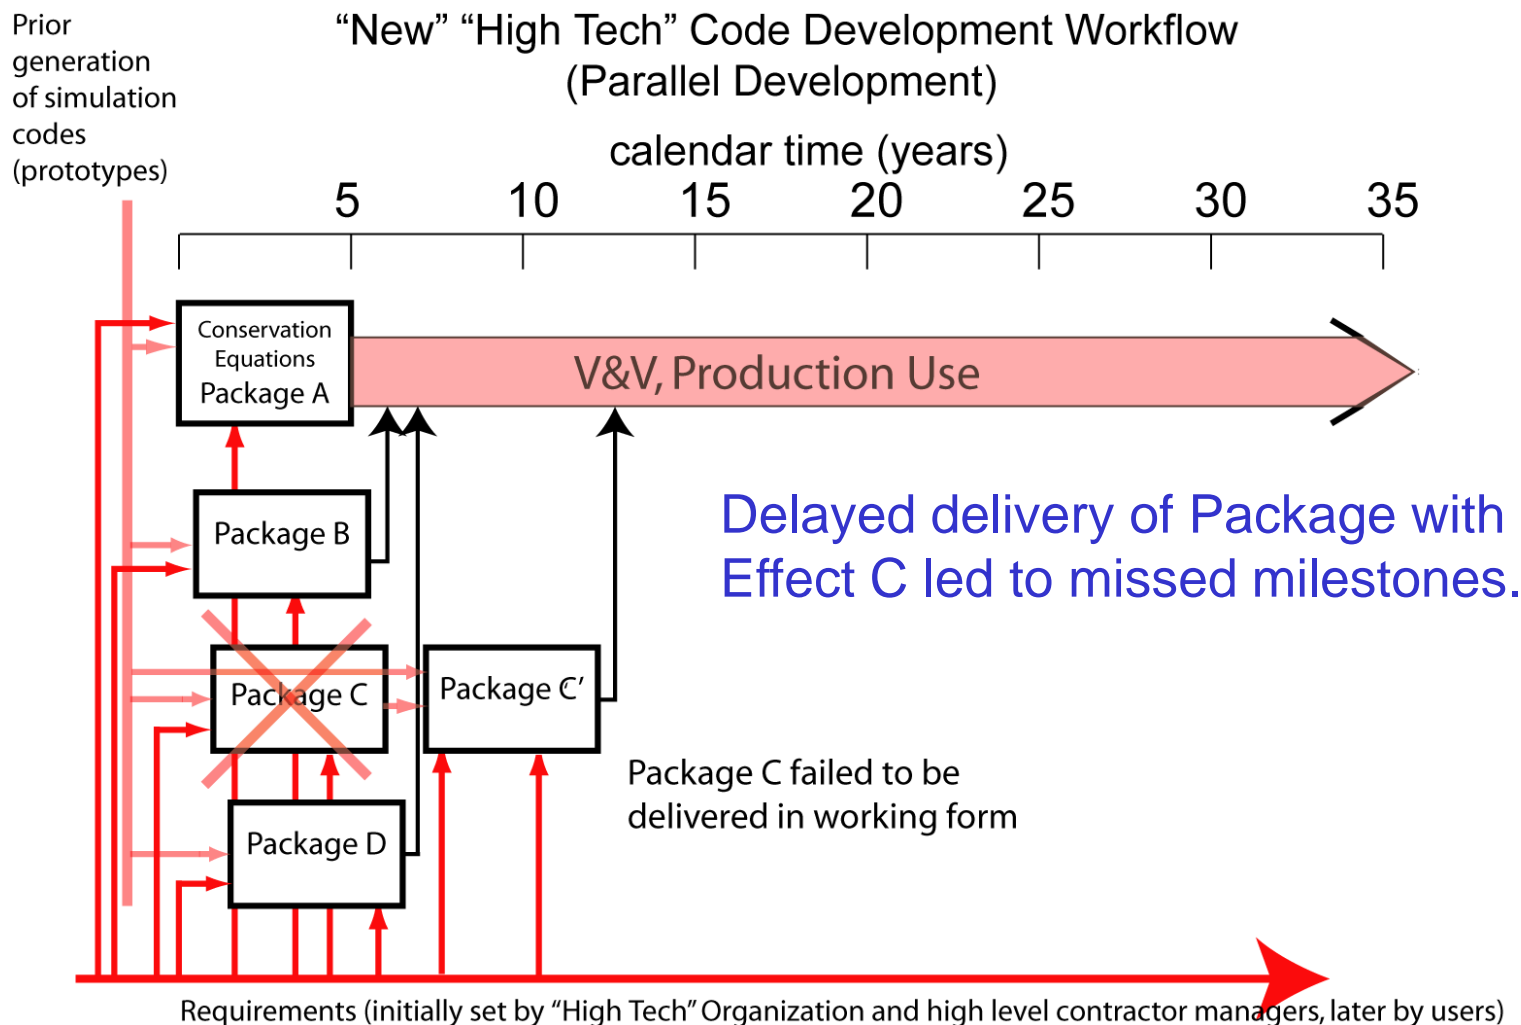 Prior
generation
of simulation
codes
(prototypes)
“New” “High Tech” Code Development Workflow
(Parallel Development)
calendar time (years)
5 10 15 20 25 30 35
Conservation
Equations
Package A
V&V, Production Use
Package B
Delayed delivery of Package with
Effect C led to missed milestones.
Package C
Package C’
Package C failed to be
delivered in working form
Package D
Requirements (initially set by “High Tech” Organization and high level contractor managers, later by users)